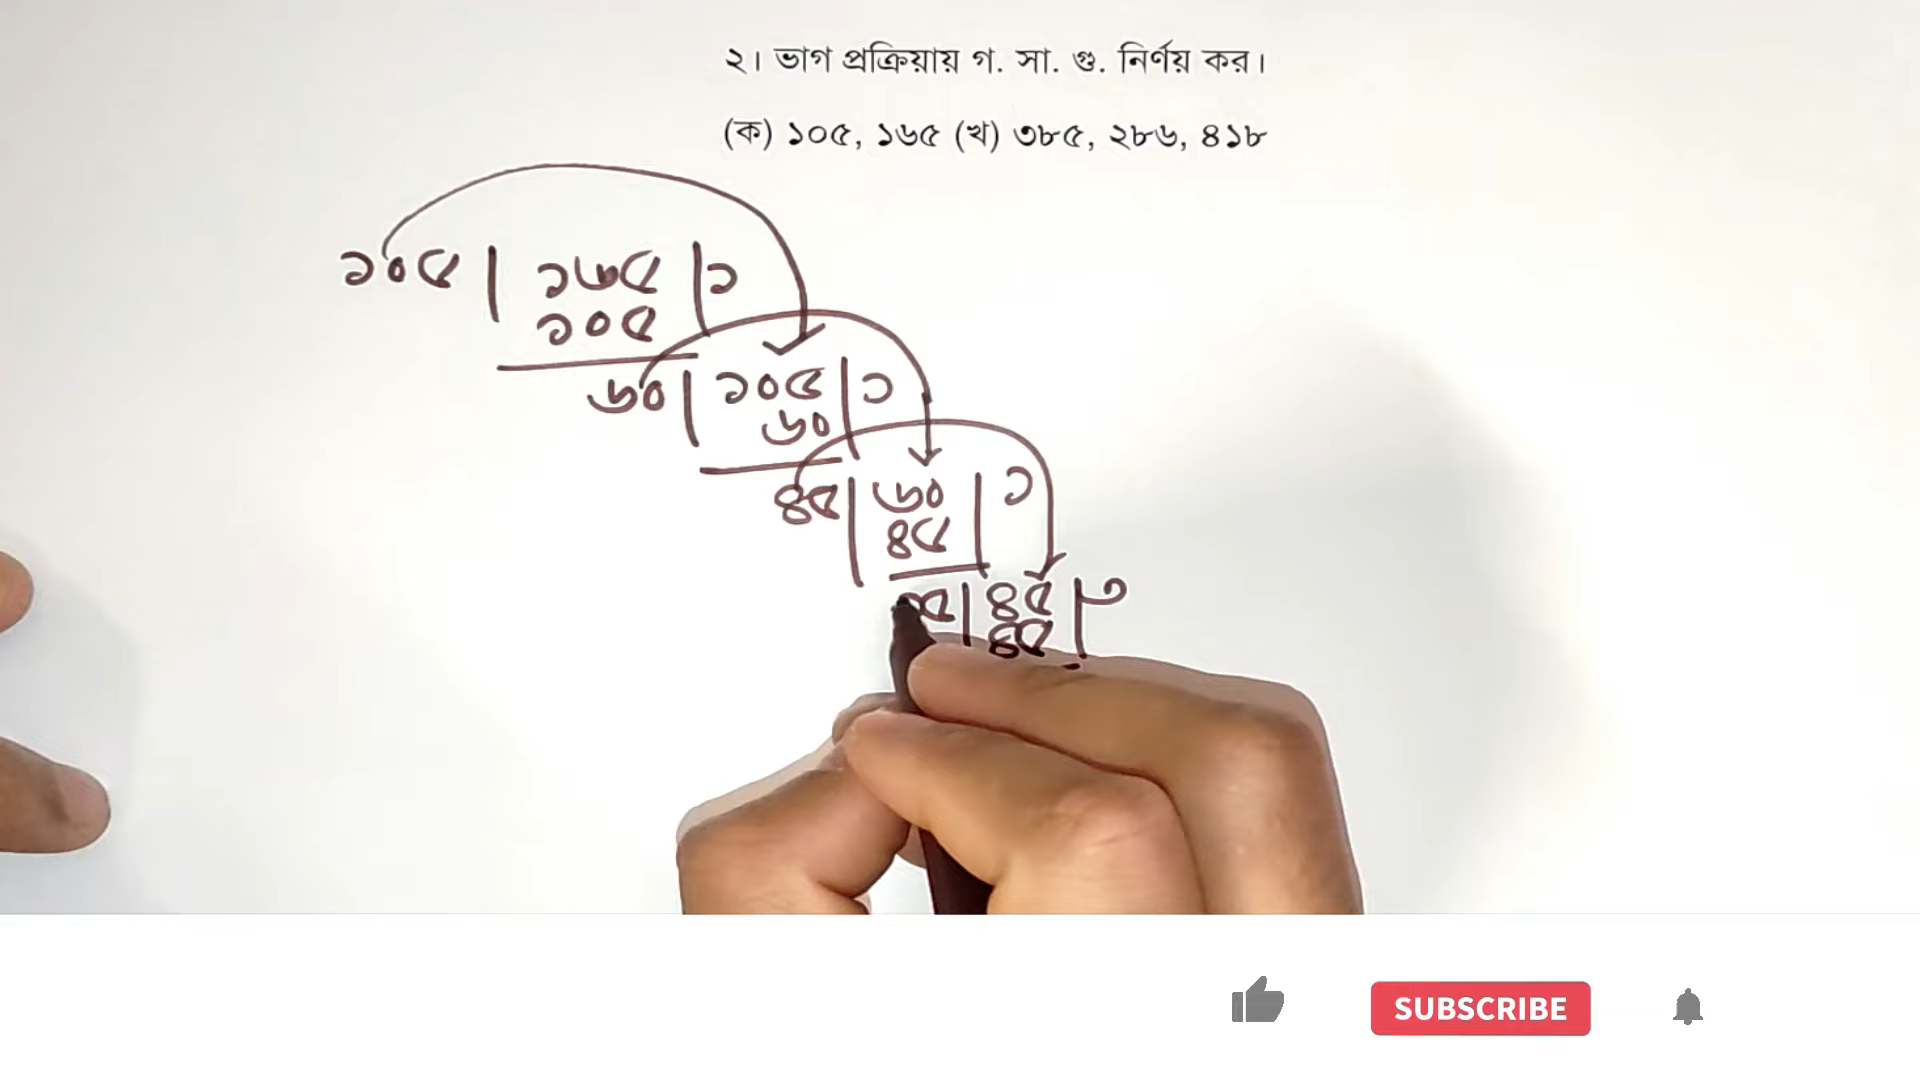 ২। ভাগ প্রক্রিয়ায় গ. সা. গু. নির্ণয় কর।
(ক) ১০৫, ১৬৫ (খ) ৩৮৫, ২৮৬, ৪১৮
১০৫ | ১৬৫ | ১
১০৫
৬০ | ১০৫ | ১
৬০
৪৫ | ৬০ | ১
৪৫
৫ | ৪৫ | ৩
৪৫
SUBSCRIBE